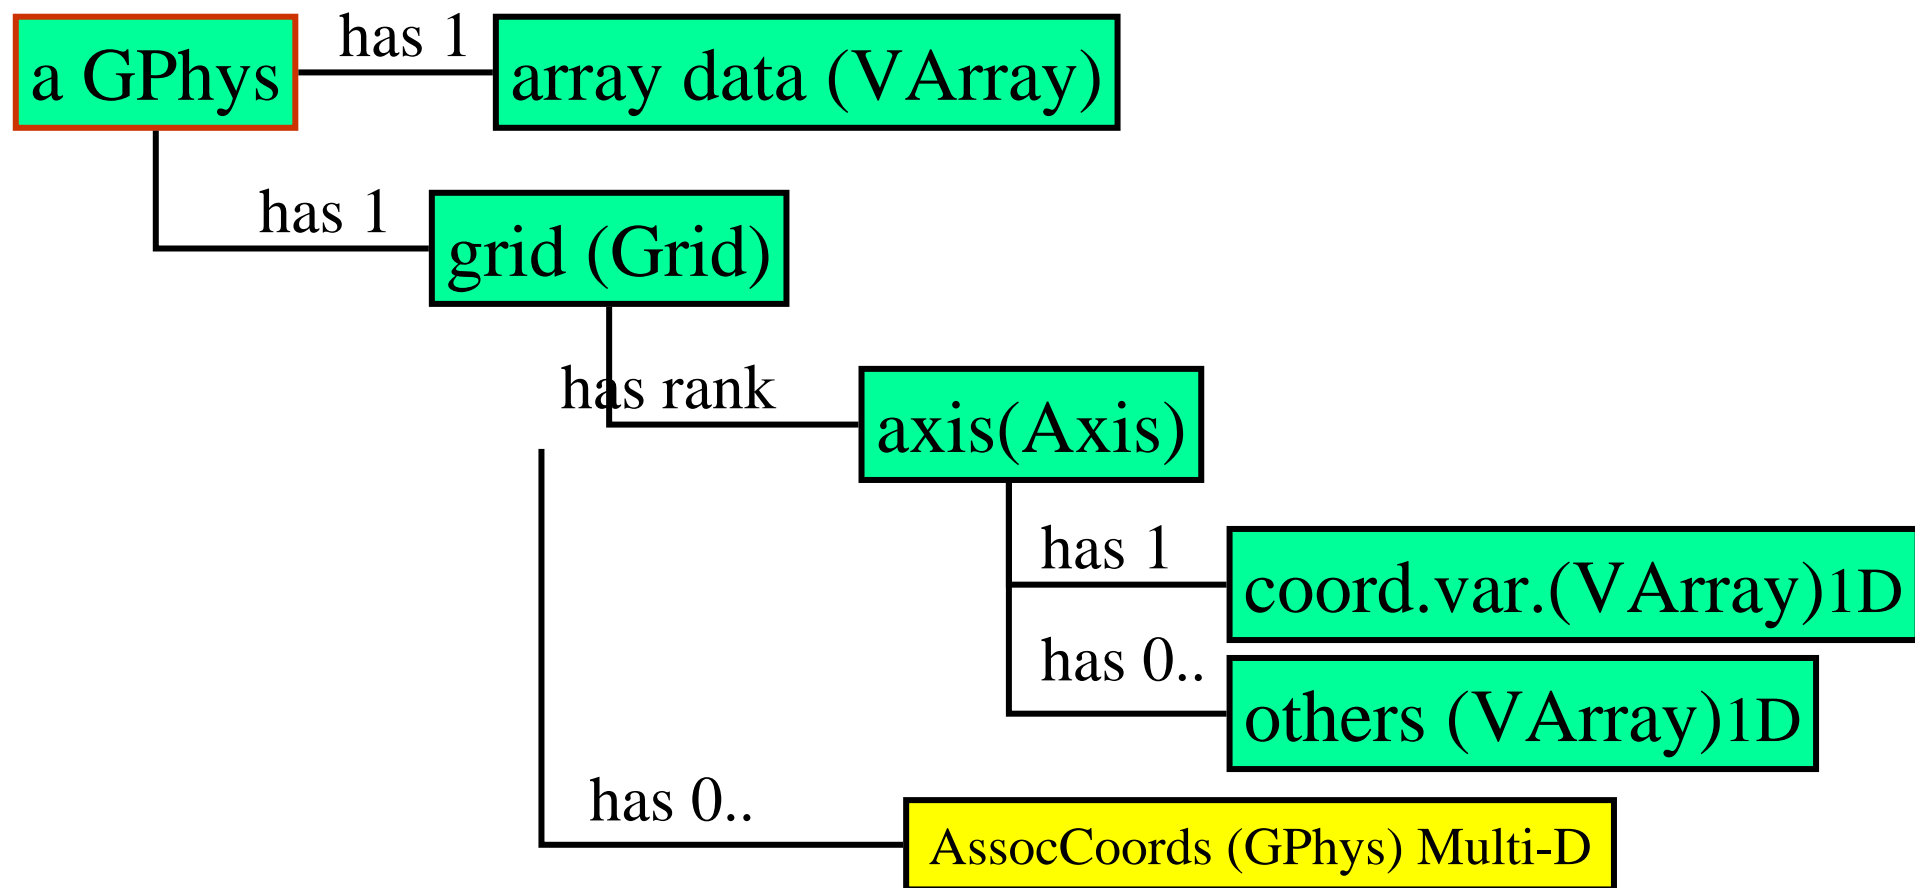 a GPhys
has 1
array data (VArray)
has 1
grid (Grid)
has rank
axis(Axis)
has 1
coord.var.(VArray)1D
has 0..
others (VArray)1D
has 0..
AssocCoords (GPhys) Multi-D